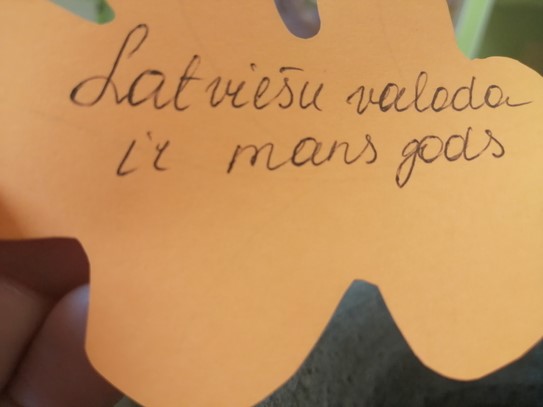 Latviešu valoda
ir mans gods